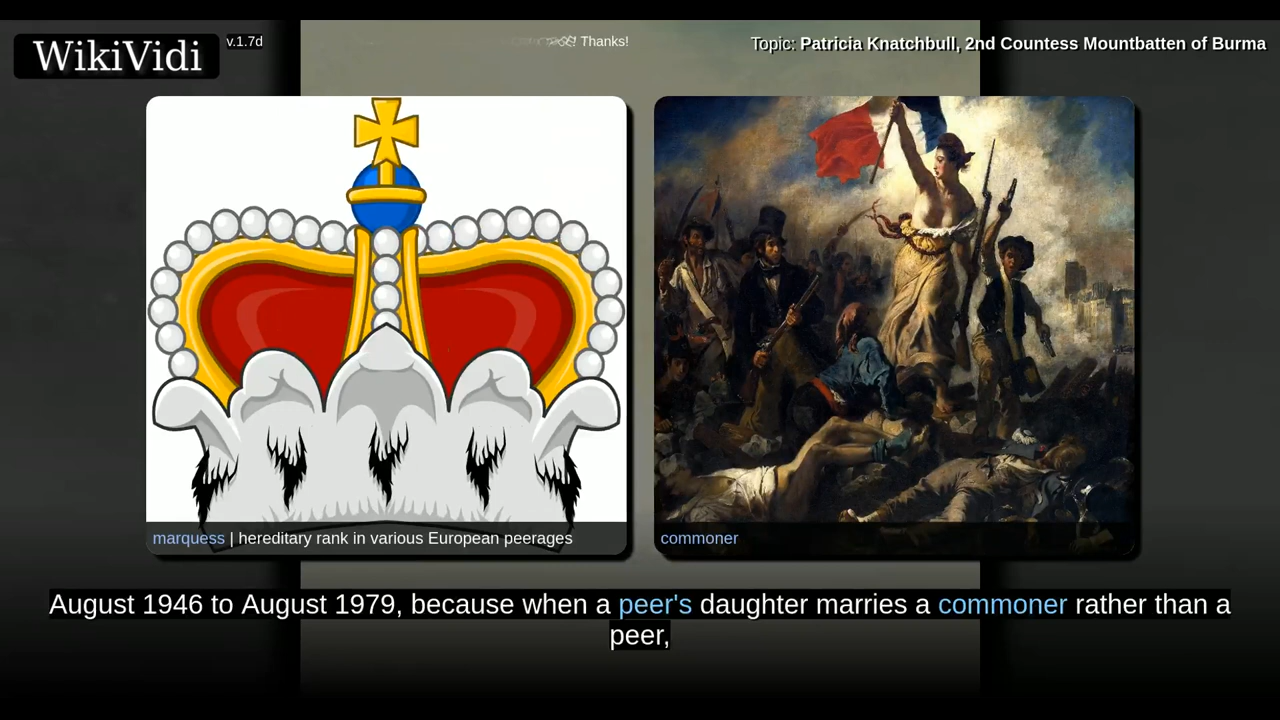 WikiVidi
v.1.7d
Thanks!
Topic: Patricia Knatchbull, 2nd Countess Mountbatten of Burma
marquess | hereditary rank in various European peerages
commoner
August 1946 to August 1979, because when a peer's daughter marries a commoner rather than a
peer,